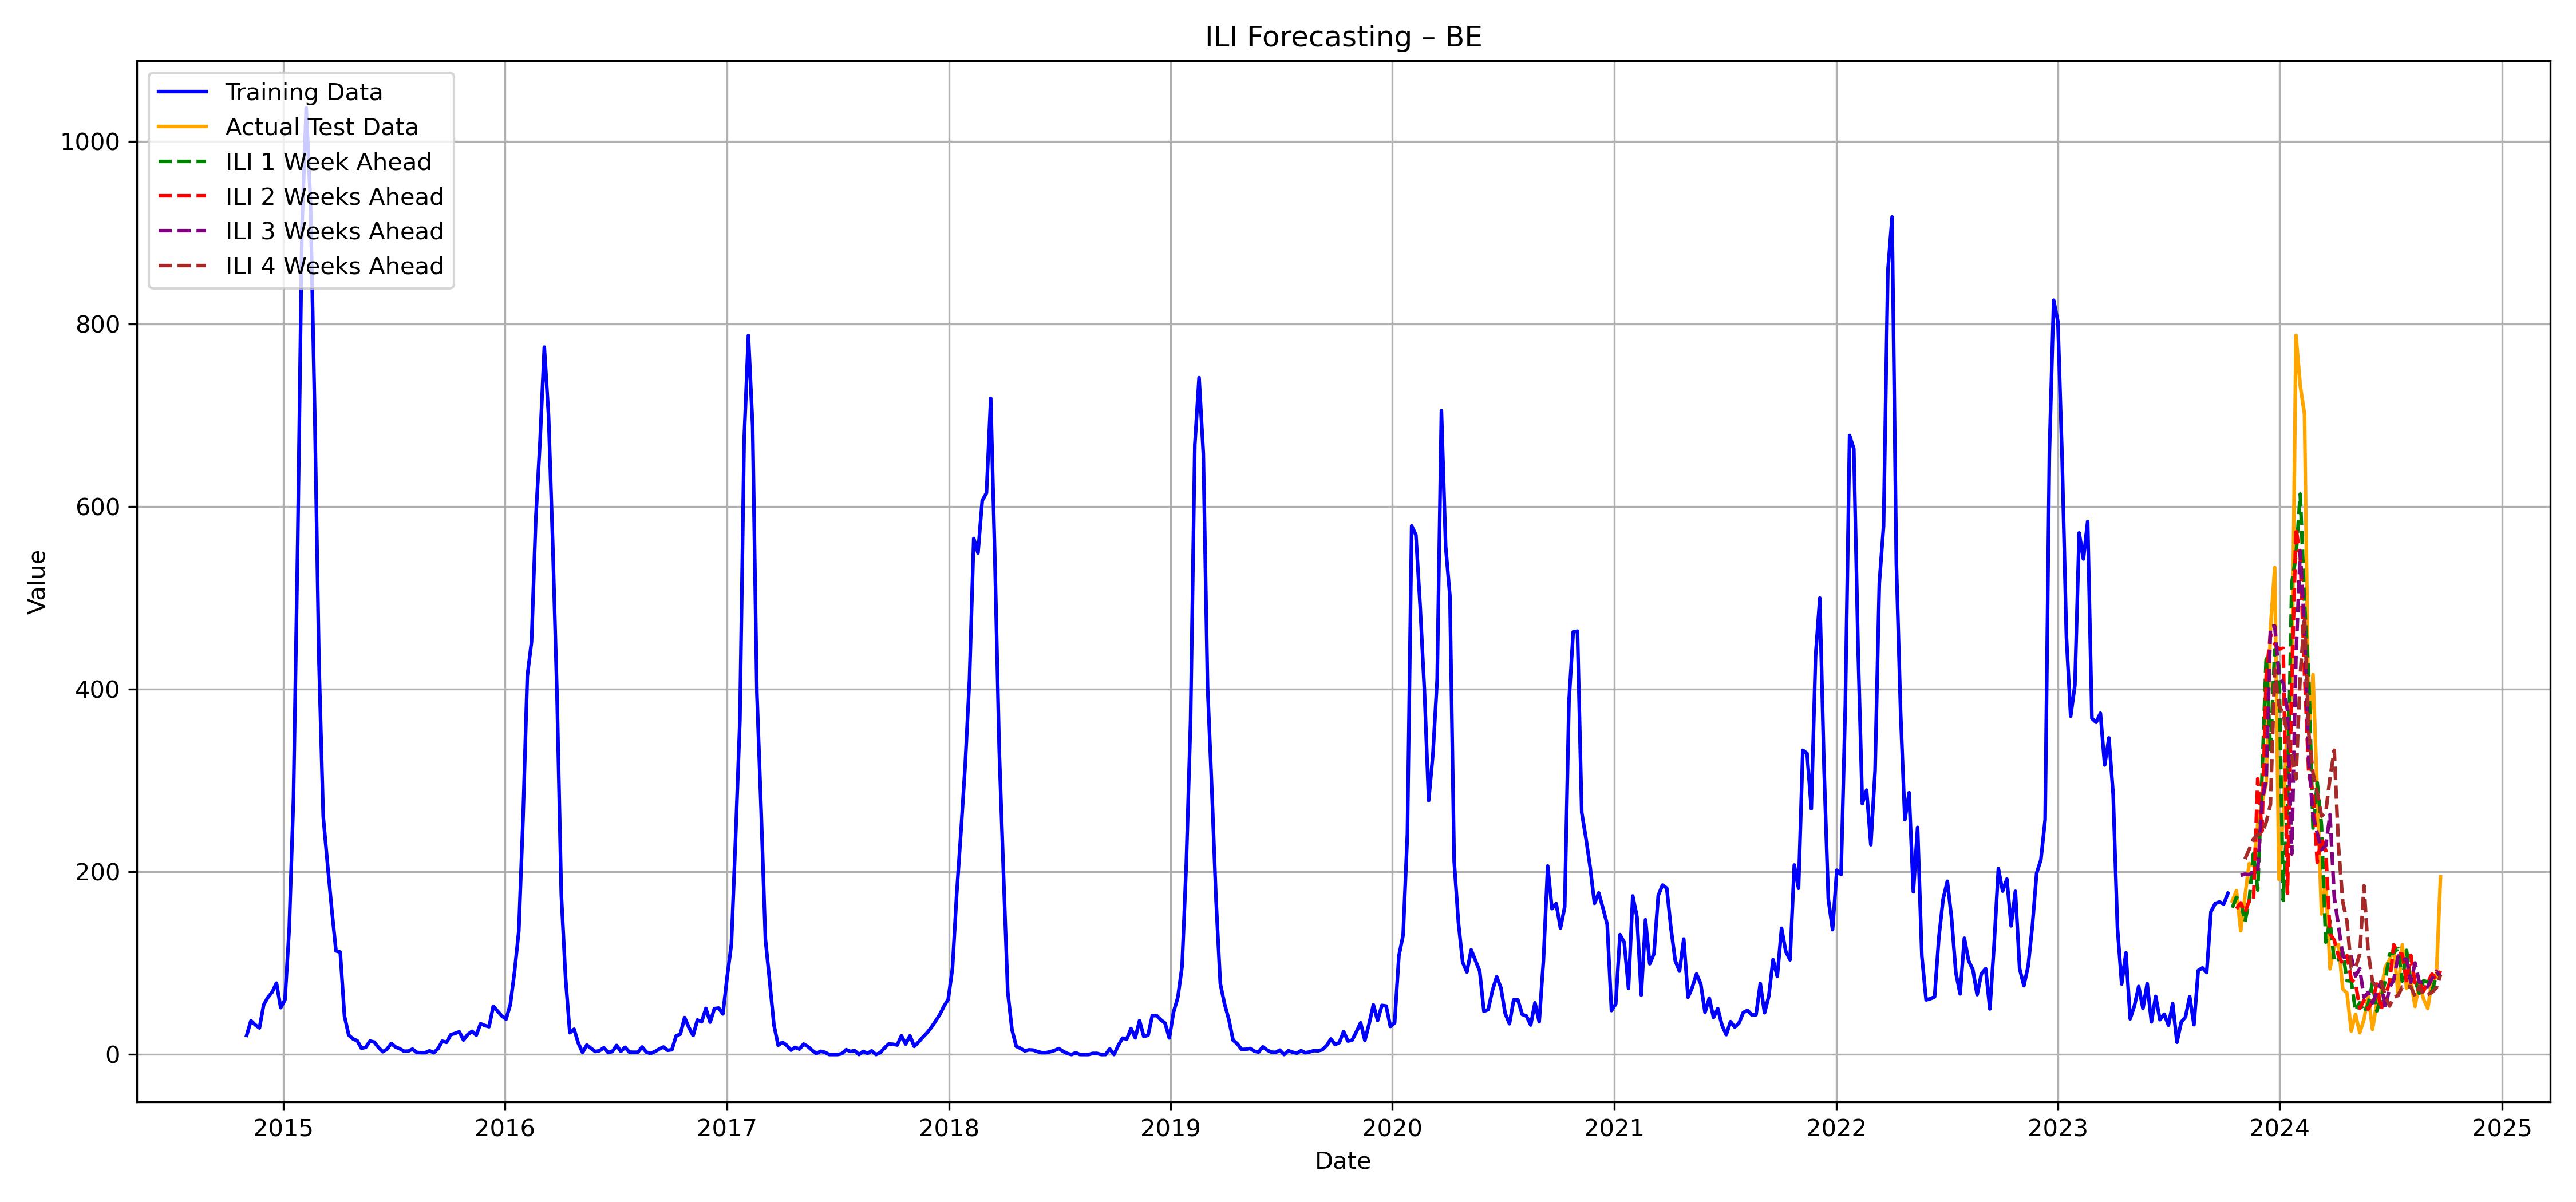 ILI Forecasting – BE
Training Data
Actual Test Data
ILI 1 Week Ahead
ILI 2 Weeks Ahead
ILI 3 Weeks Ahead
ILI 4 Weeks Ahead
1000
800
600
400
200
0
Value
2015 2016 2017 2018 2019 2020 2021 2022 2023 2024 2025
Date